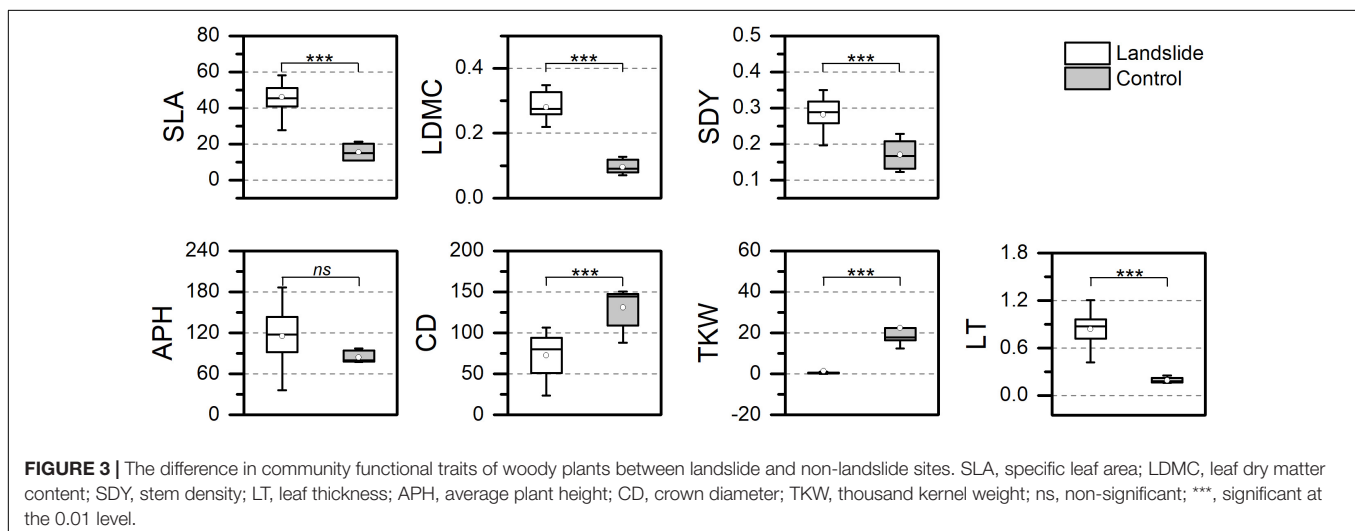 80
60
40
20
0
SLA
***
0.4
0.2
0.0
LDMC
***
0.5
0.4
0.3
0.2
0.1
SDY
***
Landslide
Control
240
180
120
60
0
APH
ns
200
150
100
50
0
CD
***
60
40
20
0
-20
TKW
***
1.8
1.2
0.6
0.0
LT
***
FIGURE 3 | The difference in community functional traits of woody plants between landslide and non-landslide sites. SLA, specific leaf area; LDMC, leaf dry matter
content; SDY, stem density; LT, leaf thickness; APH, average plant height; CD, crown diameter; TKW, thousand kernel weight; ns, non-significant; ***, significant at
the 0.01 level.